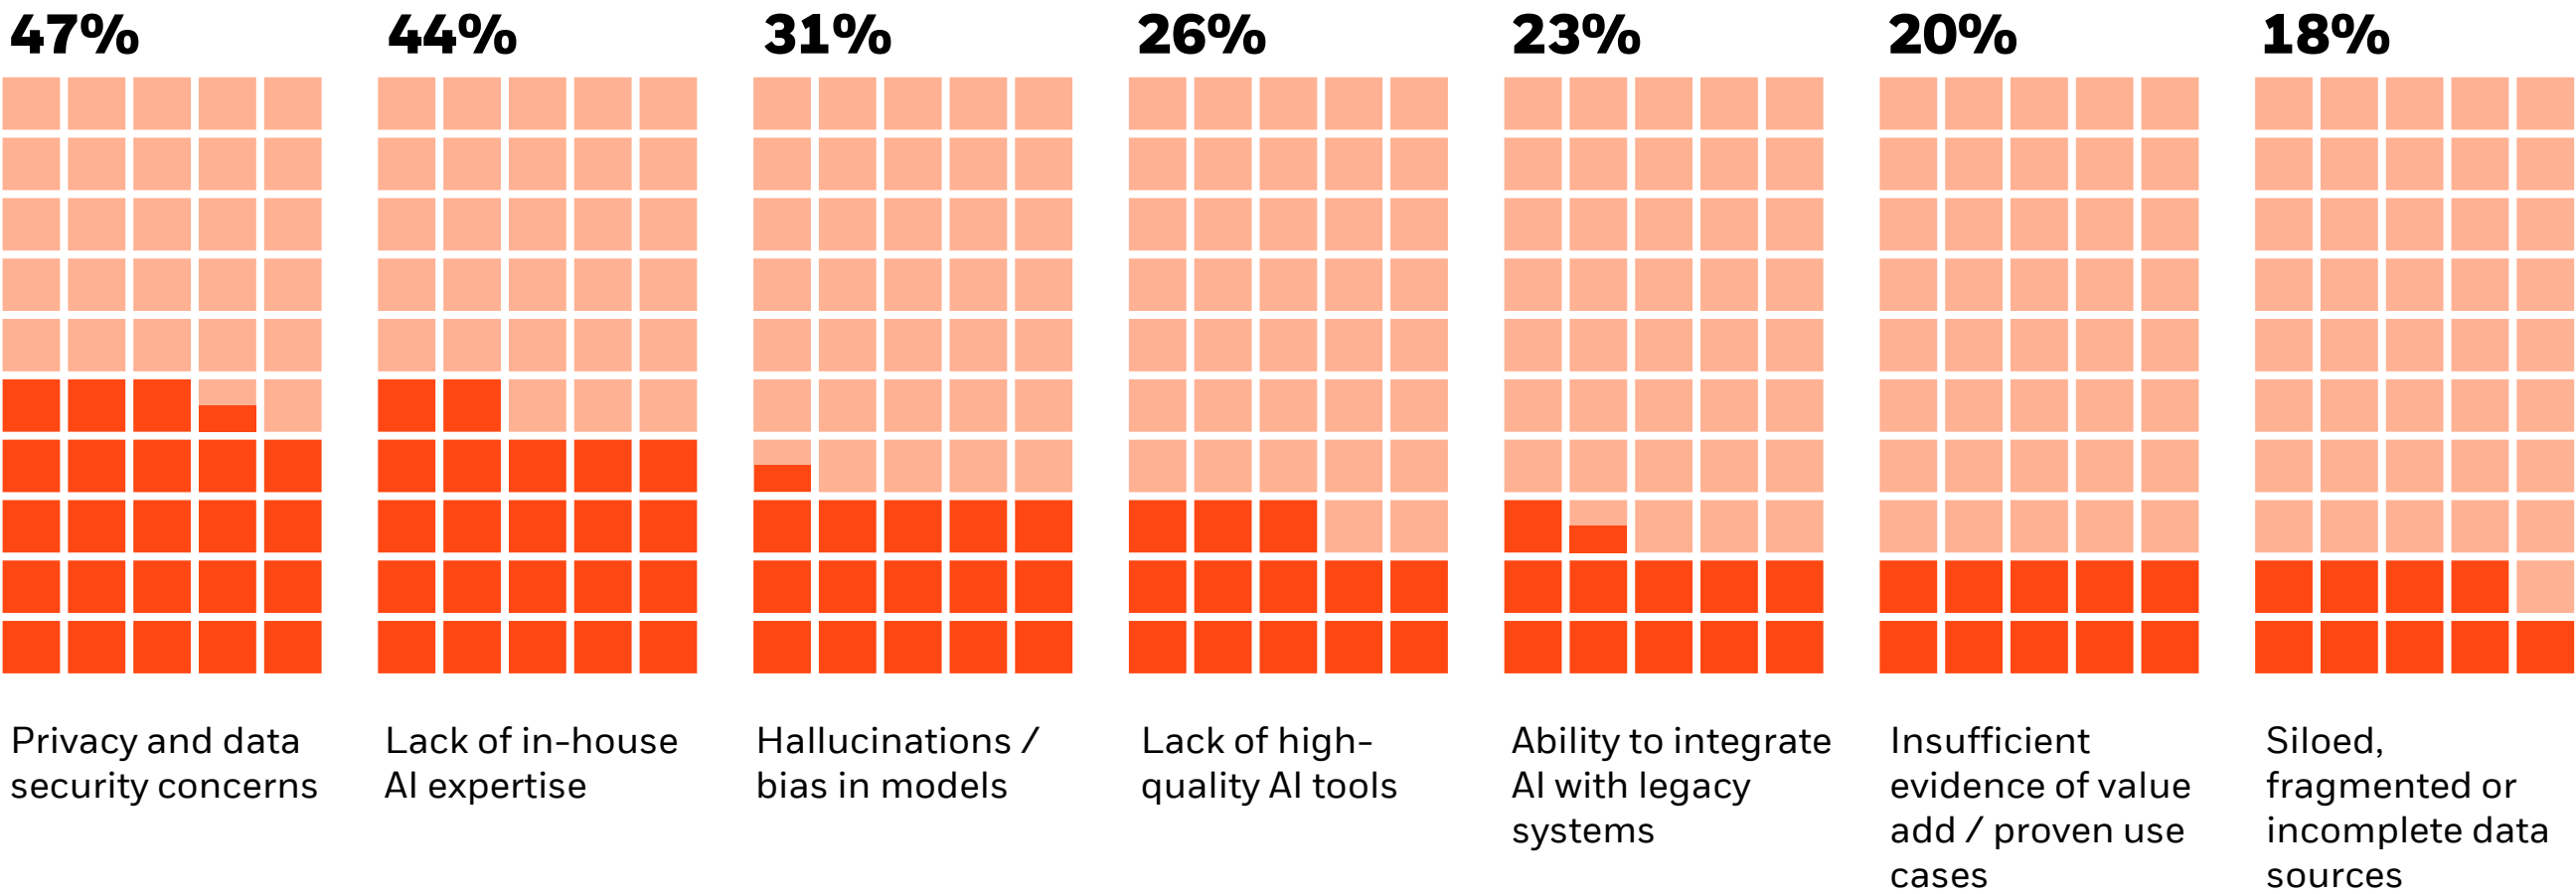 47%
44%
31%
26%
23%
20%
18%
Privacy and data
security concerns
Lack of in-house
AI expertise
Hallucinations /
bias in models
Lack of high-
quality AI tools
Ability to integrate
AI with legacy
systems
Insufficient
evidence of value
add / proven use
cases
Siloed,
fragmented or
incomplete data
sources